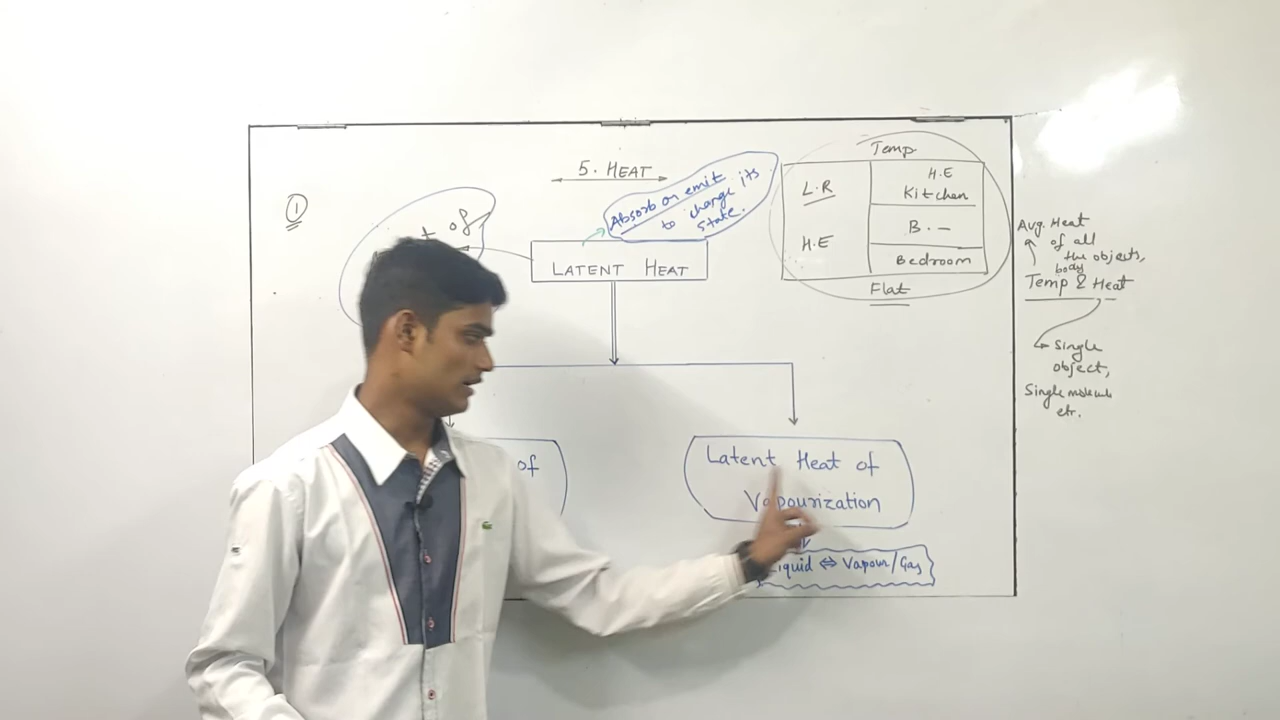 5. HEAT
①
Absorb or emit
to change its
state.
of
LATENT HEAT
Temp
L.R
H.E
H.E
Kitchen
B. -
Bedroom
Flat
Avg. Heat
of all
the objects,
body
Temp & Heat
Single
object,
Single molecule
etc.
of
Latent Heat of
Vapourization
Liquid ⇔ Vapour/Gas